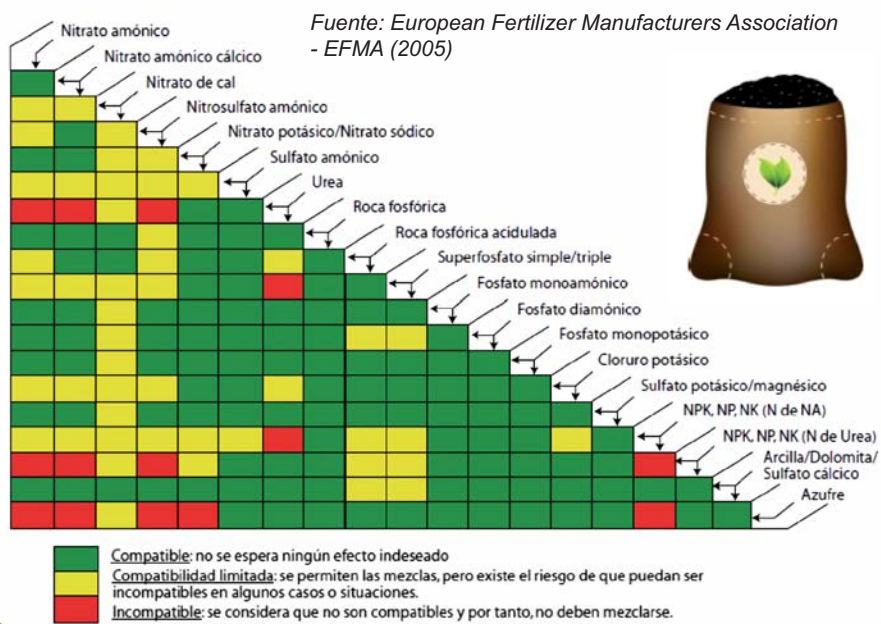 Fuente: European Fertilizer Manufacturers Association
- EFMA (2005)
Nitrato amónico
Nitrato amónico cálcico
Nitrato de cal
Nitrosulfato amónico
Nitrato potásico/Nitrato sódico
Sulfato amónico
Urea
Roca fosfórica
Roca fosfórica acidulada
Superfosfato simple/triple
Fosfato monoamónico
Fosfato diamónico
Fosfato monopotásico
Cloruro potásico
Sulfato potásico/magnésico
NPK, NP, NK (N de NA)
NPK, NP, NK (N de Urea)
Arcilla/Dolomita/
Sulfato cálcico
Azufre
Compatible: no se espera ningún efecto indeseado
Compatibilidad limitada: se permiten las mezclas, pero existe el riesgo de que puedan ser
incompatibles en algunos casos o situaciones.
Incompatible: se considera que no son compatibles y por tanto, no deben mezclarse.